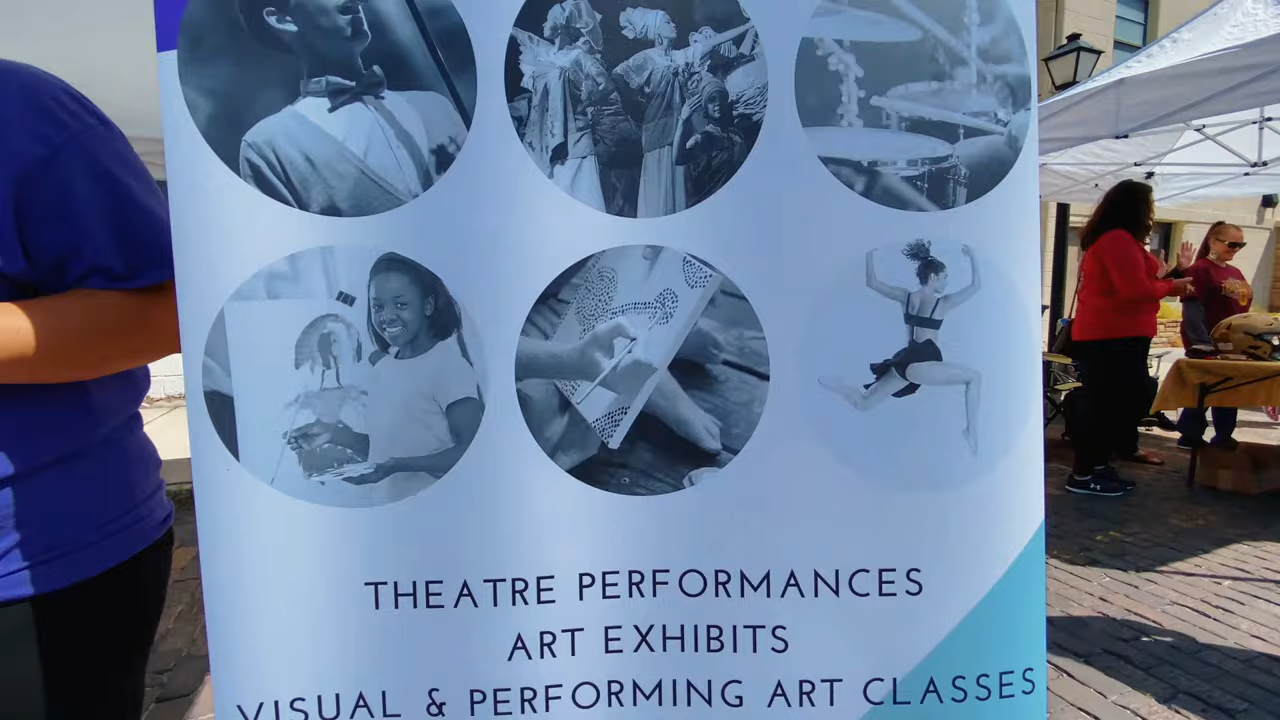 THEATRE PERFORMANCES
ART EXHIBITS
VISUAL & PERFORMING ART CLASSES